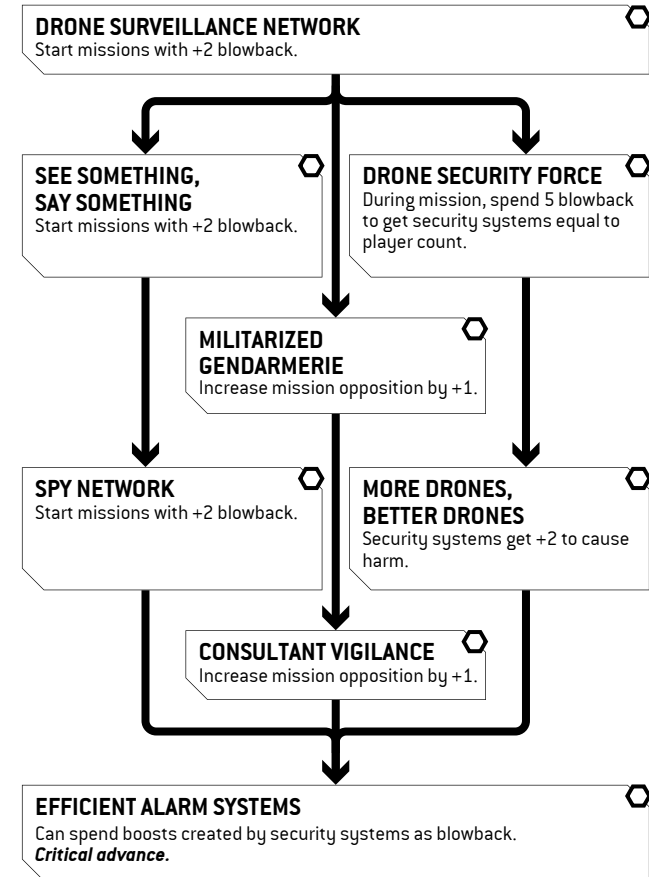 DRONE SURVEILLANCE NETWORK
Start missions with +2 blowback.
SEE SOMETHING,
SAY SOMETHING
Start missions with +2 blowback.
DRONE SECURITY FORCE
During mission, spend 5 blowback
to get security systems equal to
player count.
MILITARIZED
GENDARMERIE
Increase mission opposition by +1.
SPY NETWORK
Start missions with +2 blowback.
MORE DRONES,
BETTER DRONES
Security systems get +2 to cause
harm.
CONSULTANT VIGILANCE
Increase mission opposition by +1.
EFFICIENT ALARM SYSTEMS
Can spend boosts created by security systems as blowback.
Critical advance.